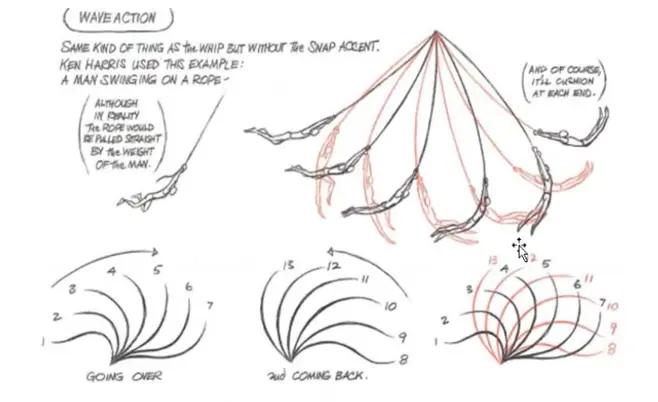 WAVE ACTION
SAME KIND OF THING AS the WHIP BUT WITHOUT the SNAP ACCENT.
KEN HARRIS USED THIS EXAMPLE:
A MAN SWINGING ON A ROPE -
(ALTHOUGH
IN REALITY
the ROPE WOULD
BE PULLED STRAIGHT
BY the WEIGHT
OF the MAN.)
(AND OF COURSE,
IT'LL CUSHION
AT EACH END.)
1 2 3 4 5 6 7
GOING OVER
13 12 11 10 9 8
and COMING BACK.
1 2 3 4 5 6 7
13 12 11 10 9 8